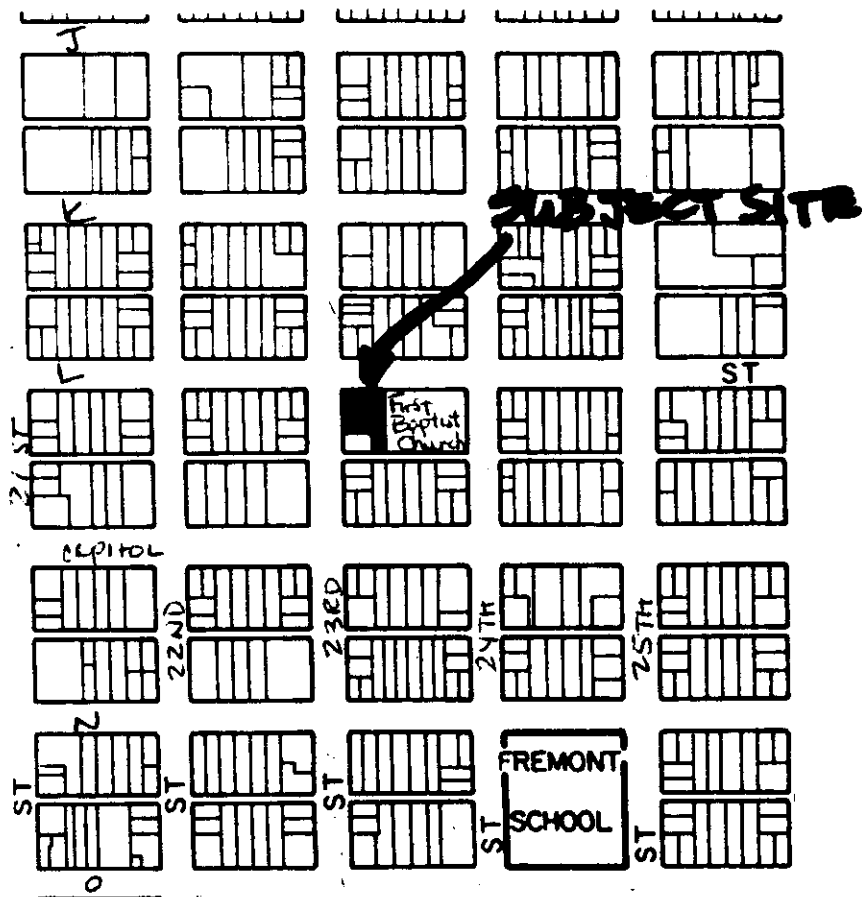 J
K
SUBJECT SITE
L
ST
First
Baptist
Church
21 ST
CAPITOL
22ND
23RD
24TH
25TH
N
FREMONT
SCHOOL
ST
ST
ST
ST
ST
O